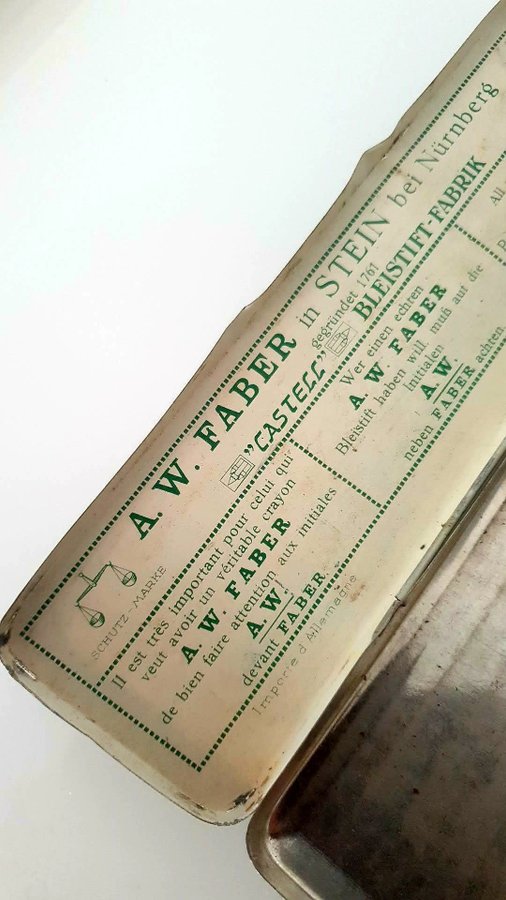 A.W. FABER in STEIN bei Nürnberg
"CASTELL" gegründet 1761 BLEISTIFT-FABRIK
SCHUTZ-MARKE
Il est très important pour celui qui
veut avoir un véritable crayon
A. W. FABER
de bien faire attention aux initiales
A.W.
devant FABER.
Importé d'Allemagne
Wer einen echten
A. W FABER
Bleistift haben will, muß auf die
Initialen
A.W.
neben FABER achten.
All